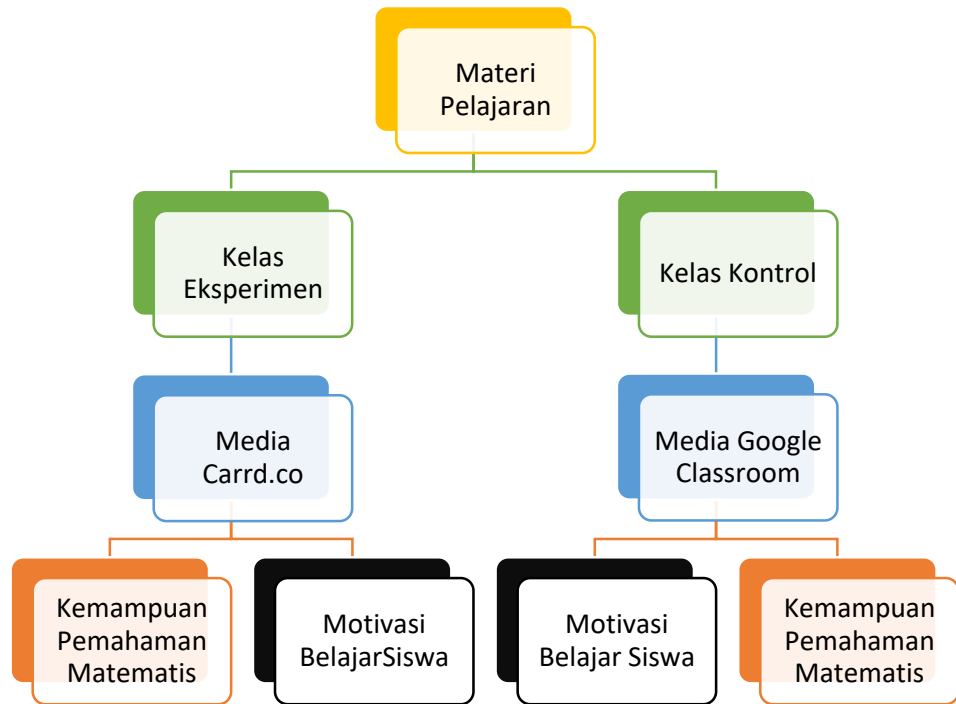 Materi
Pelajaran
Kelas
Eksperimen
Kelas Kontrol
Media
Carrd.co
Media Google
Classroom
Kemampuan
Pemahaman
Matematis
Motivasi
BelajarSiswa
Motivasi
Belajar Siswa
Kemampuan
Pemahaman
Matematis